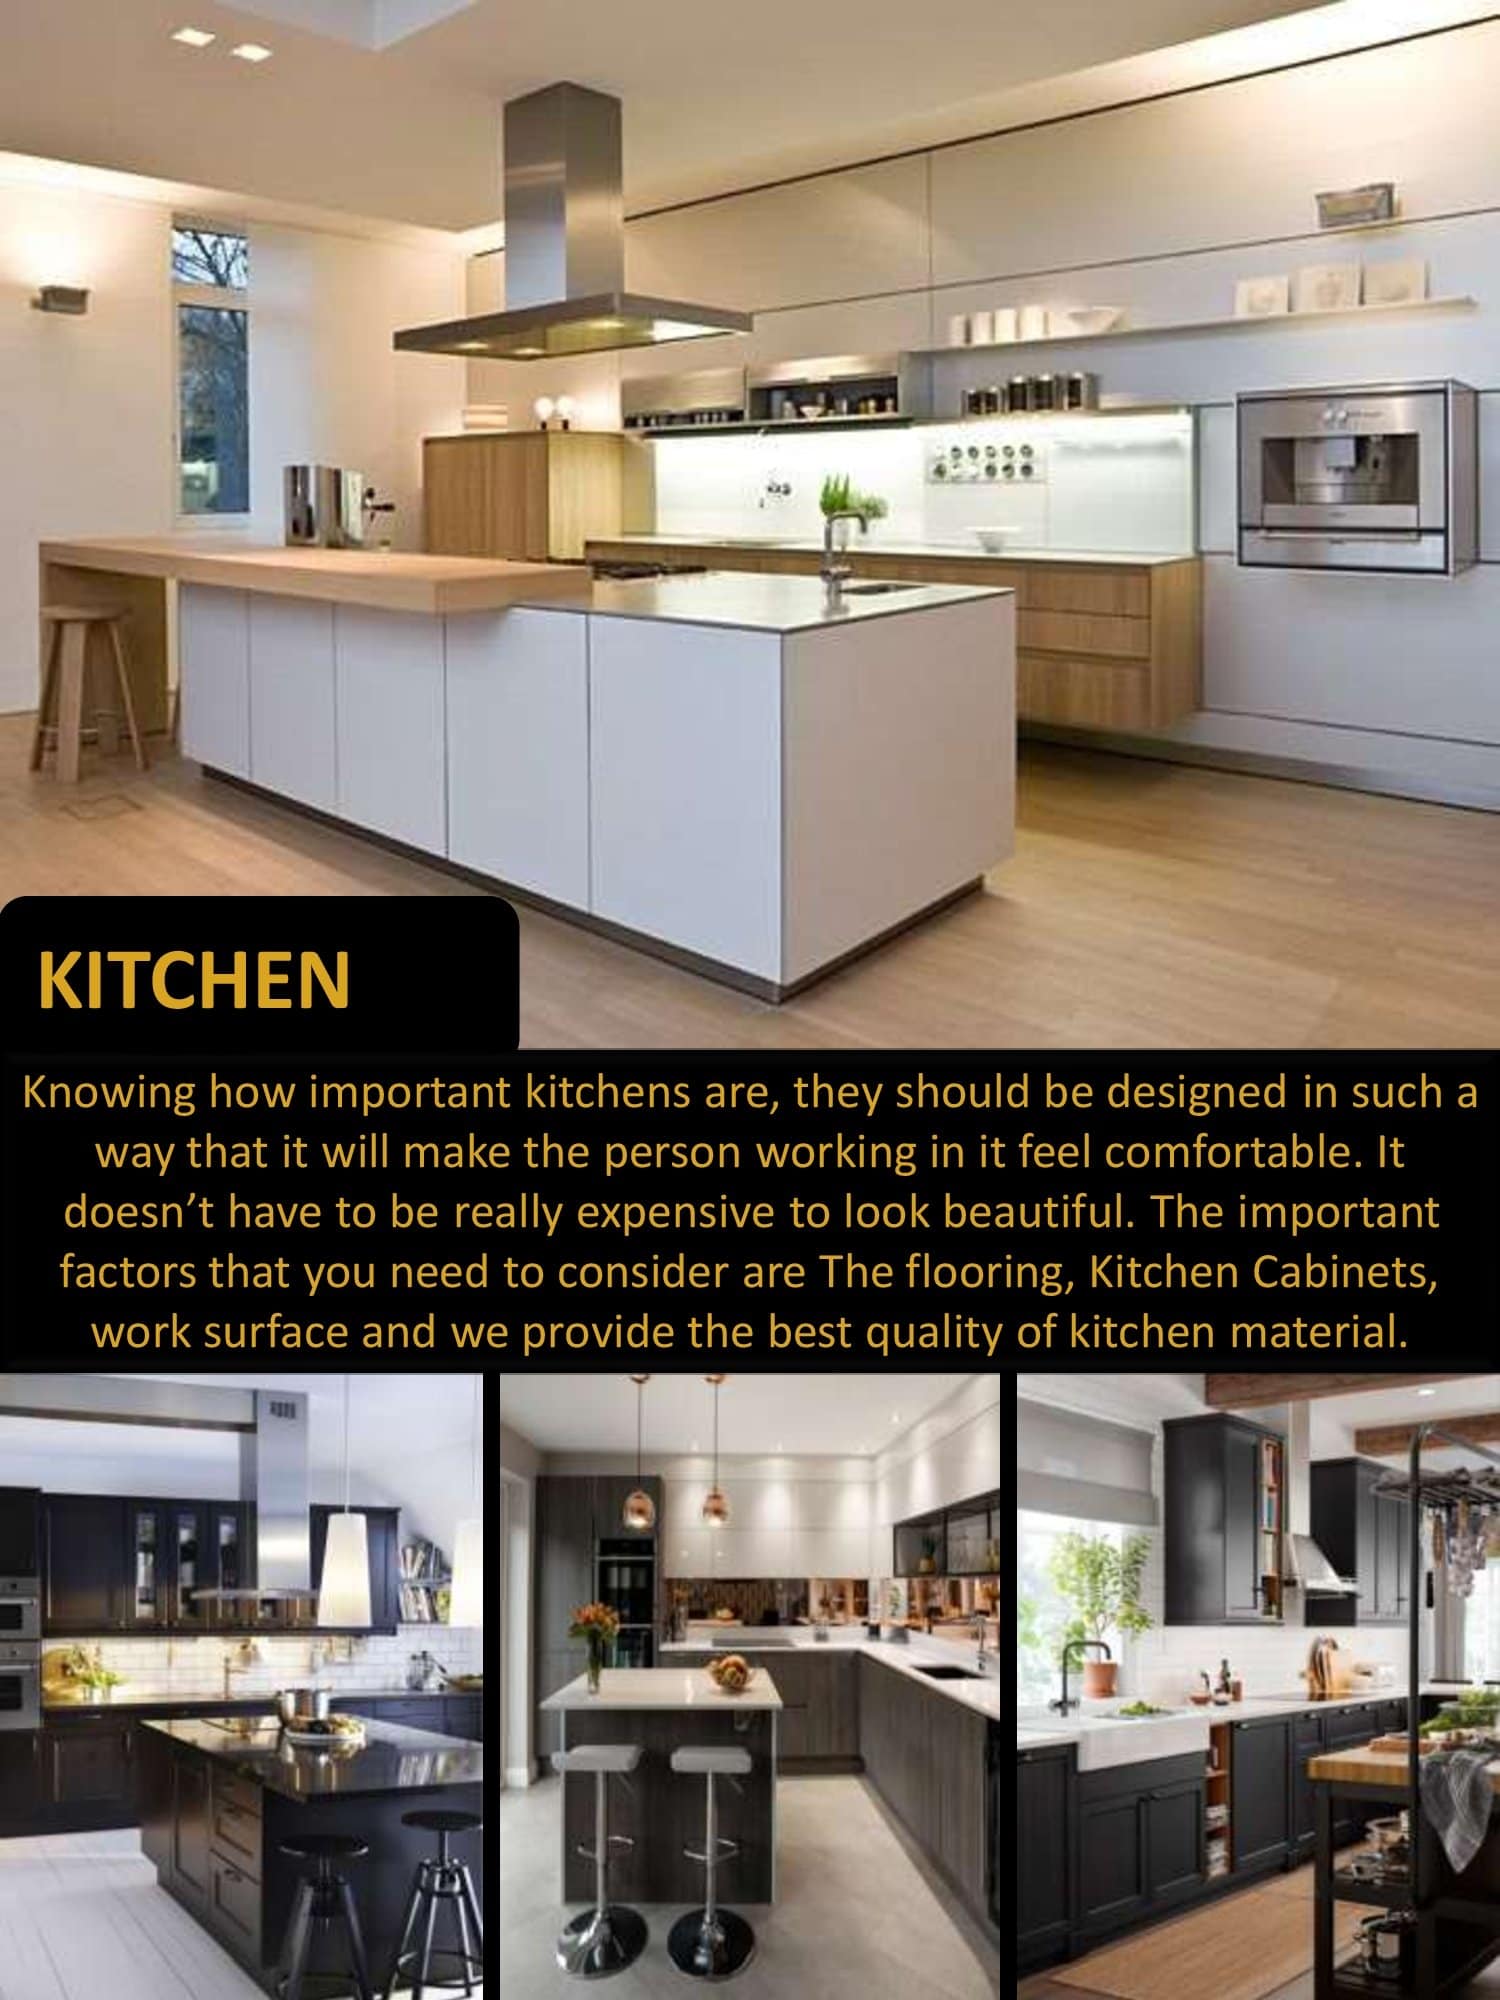 KITCHEN
Knowing how important kitchens are, they should be designed in such a
way that it will make the person working in it feel comfortable. It
doesn’t have to be really expensive to look beautiful. The important
factors that you need to consider are The flooring, Kitchen Cabinets,
work surface and we provide the best quality of kitchen material.